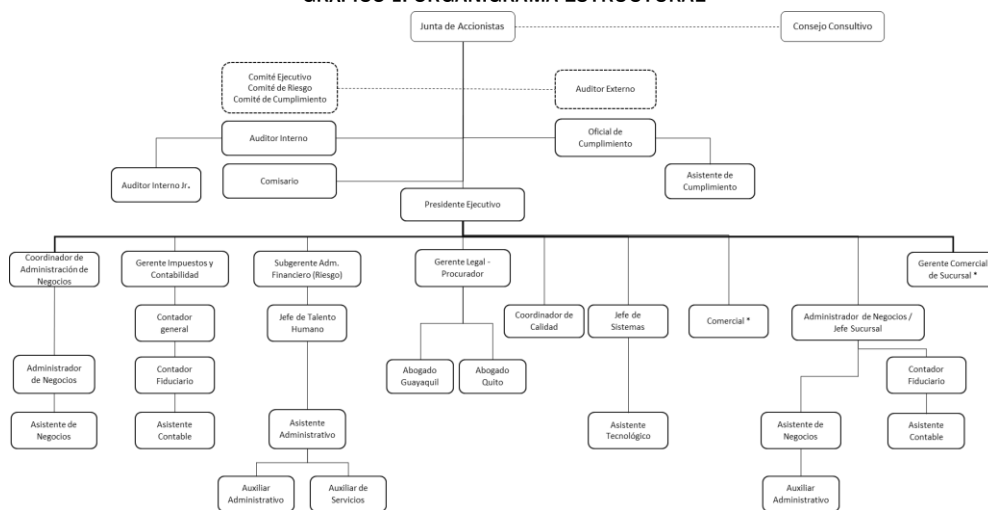 GRÁFICO 1: ORGANIGRAMA ESTRUCTURAL
Junta de Accionistas
Consejo Consultivo
Comité Ejecutivo
Comité de Riesgo
Comité de Cumplimiento
Auditor Externo
Auditor Interno
Oficial de
Cumplimiento
Auditor Interno Jr.
Comisario
Asistente de
Cumplimiento
Presidente Ejecutivo
Coordinador de
Administración de
Negocios
Gerente Impuestos y
Contabilidad
Subgerente Adm.
Financiero (Riesgo)
Gerente Legal -
Procurador
Gerente Comercial
de Sucursal *
Contador
general
Jefe de Talento
Humano
Coordinador de
Calidad
Jefe de
Sistemas
Comercial *
Administrador de Negocios /
Jefe Sucursal
Administrador
de Negocios
Contador
Fiduciario
Abogado
Guayaquil
Abogado
Quito
Contador
Fiduciario
Asistente de
Negocios
Asistente
Contable
Asistente
Administrativo
Asistente
Tecnológico
Asistente de
Negocios
Asistente
Contable
Auxiliar
Administrativo
Auxiliar de
Servicios
Auxiliar
Administrativo